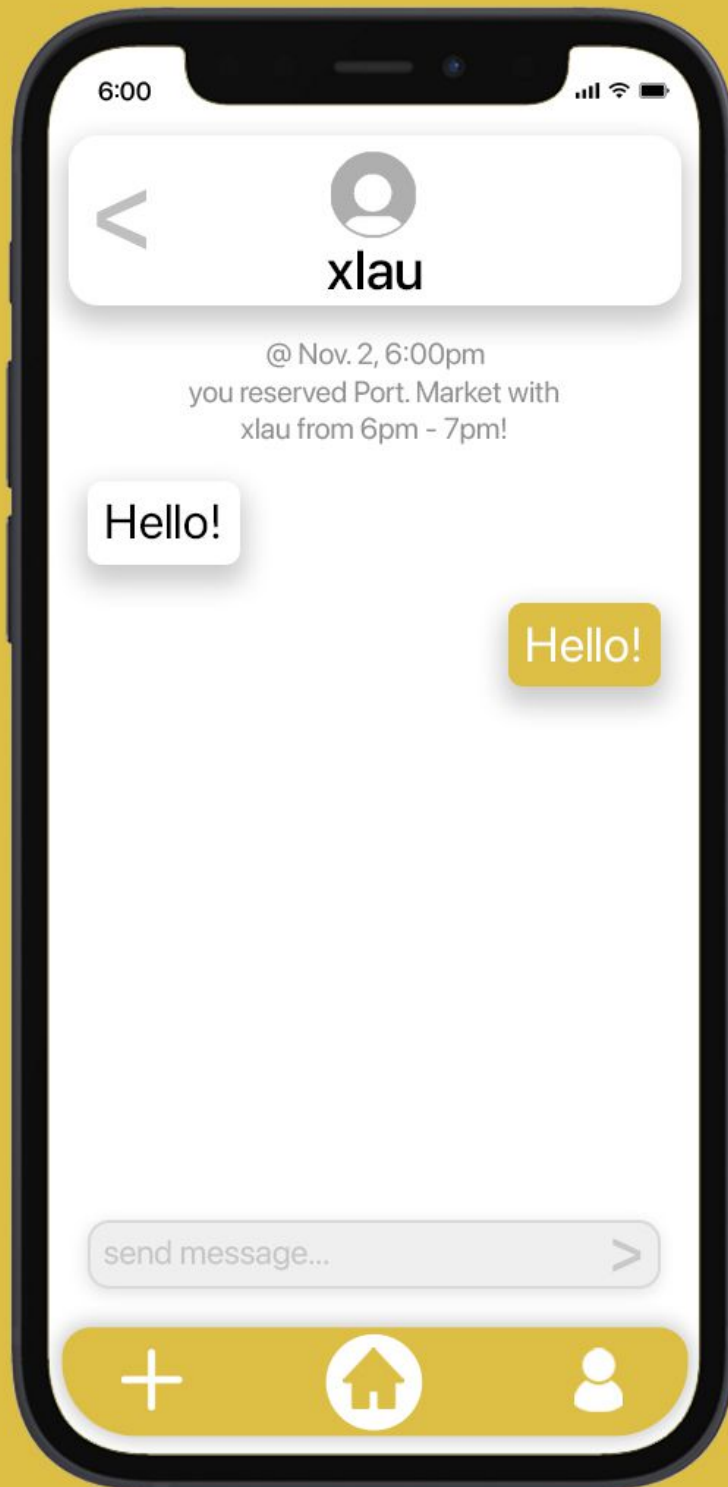 6:00
<
xlau
@ Nov. 2, 6:00pm
you reserved Port. Market with
xlau from 6pm - 7pm!
Hello!
Hello!
send message... >